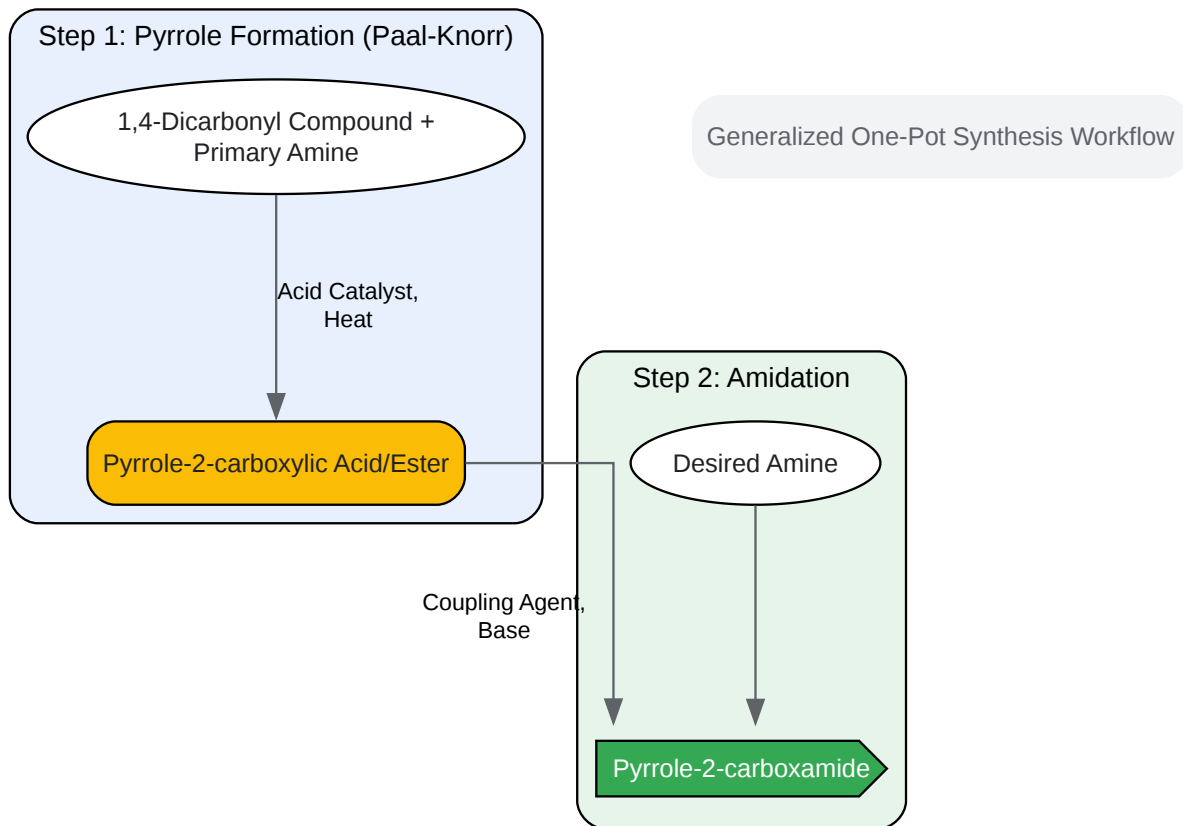 Step 1: Pyrrole Formation (Paal-Knorr)
1,4-Dicarbonyl Compound +
Primary Amine
Generalized One-Pot Synthesis Workflow
Acid Catalyst,
Heat
Pyrrole-2-carboxylic Acid/Ester
Step 2: Amidation
Desired Amine
Coupling Agent,
Base
Pyrrole-2-carboxamide